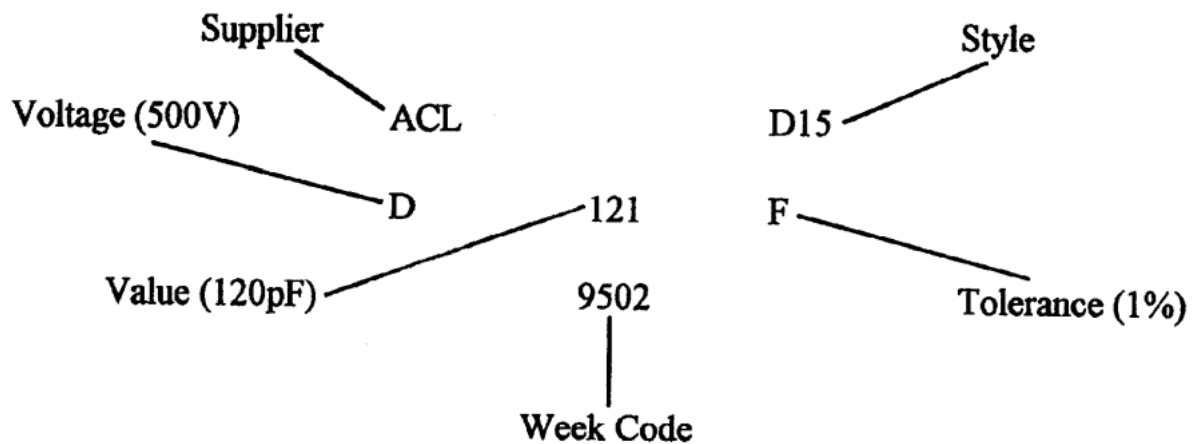 Supplier
Style
Voltage (500V)
ACL
D15
D
121
F
Value (120pF)
9502
Tolerance (1%)
Week Code